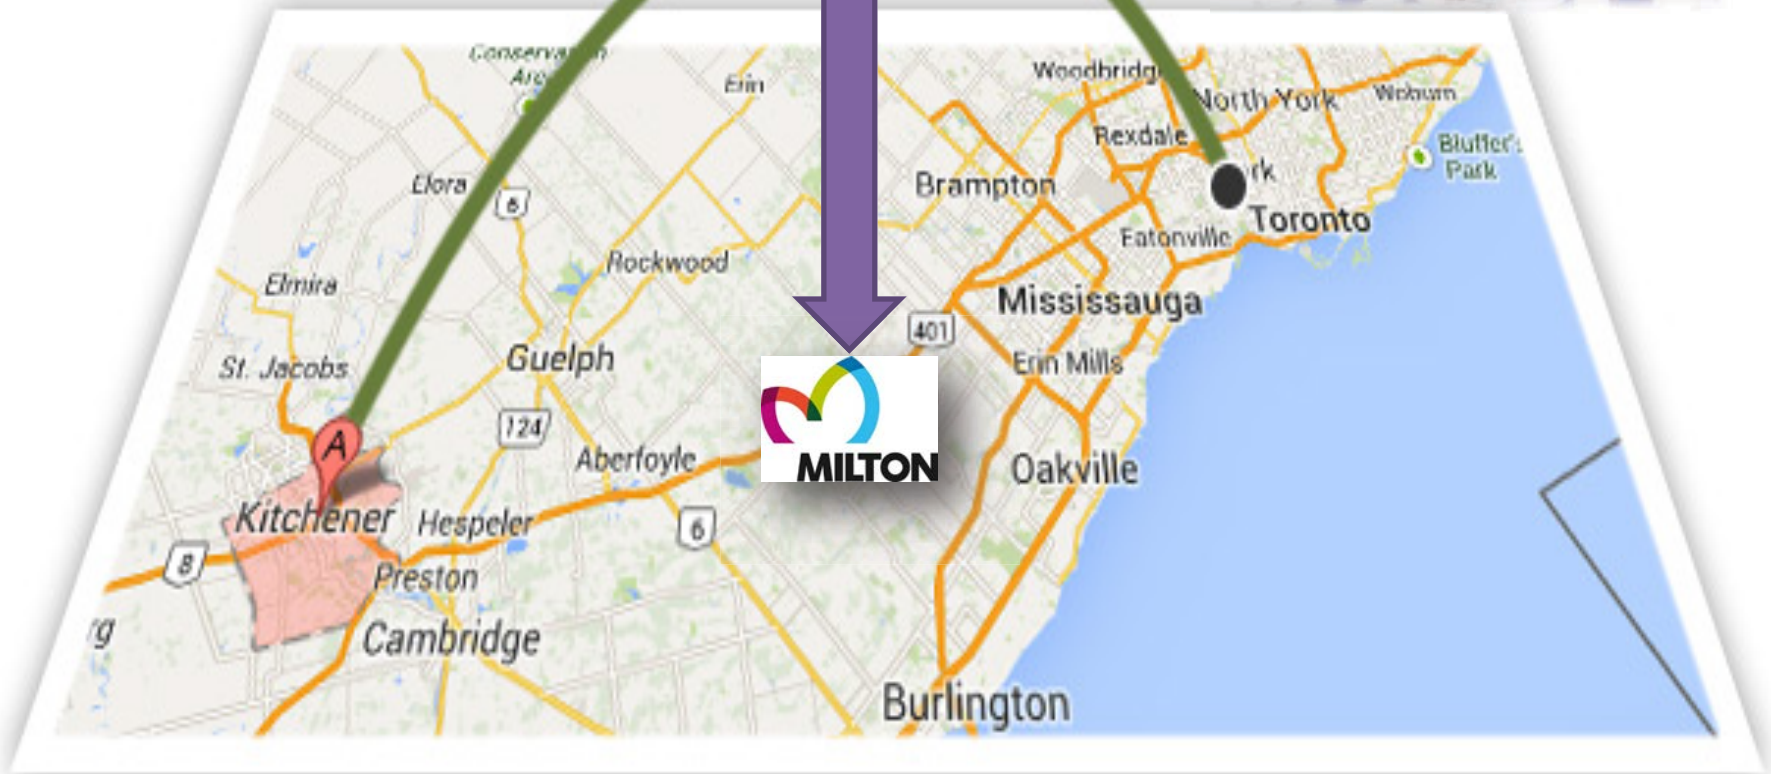 Conservation
Erin
Woodbridge
North York
Woburn
Rexdale
Bluffer's
Park
Elora
6
Brampton
Toronto
Eatonville
Rockwood
Elmira
Mississauga
401
St. Jacobs
Guelph
Erin Mills
124
A
Aberfoyle
MILTON
Oakville
Kitchener
Hespeler
6
8
Preston
Cambridge
Burlington